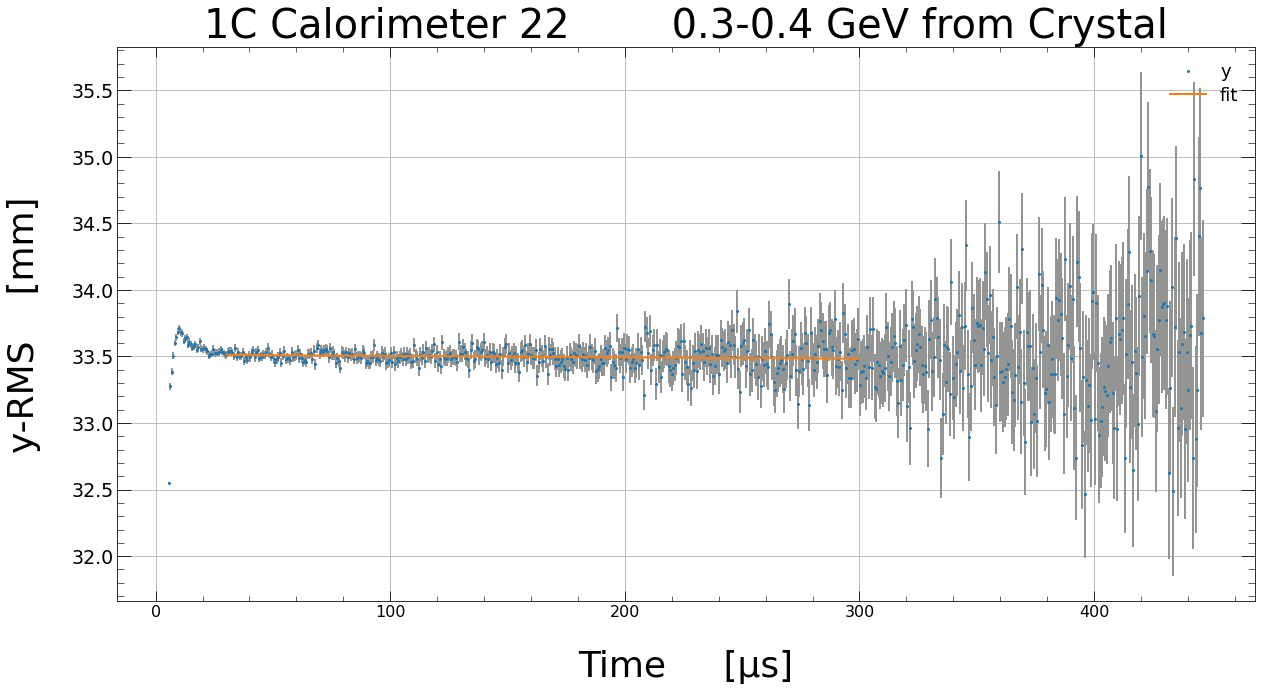 1C Calorimeter 22 0.3-0.4 GeV from Crystal
y
fit
35.5
35.0
34.5
34.0
33.5
33.0
32.5
32.0
y-RMS [mm]
0 100 200 300 400
Time [μs]